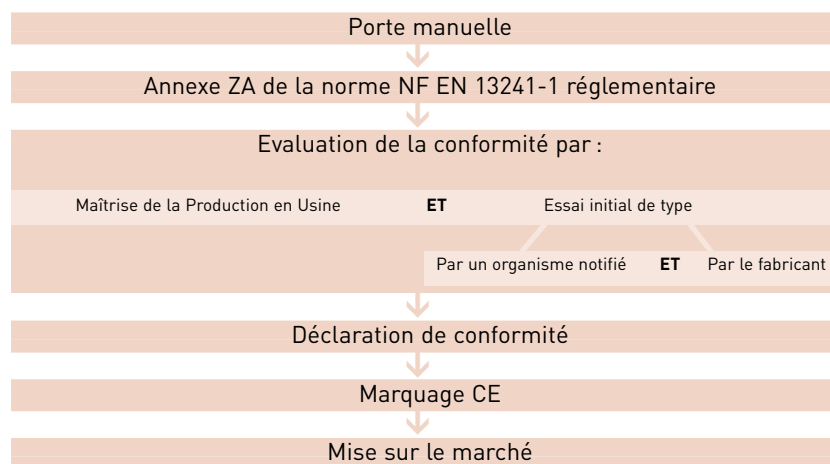 Porte manuelle
Annexe ZA de la norme NF EN 13241-1 réglementaire
Evaluation de la conformité par :
Maîtrise de la Production en Usine ET Essai initial de type
Par un organisme notifié ET Par le fabricant
Déclaration de conformité
Marquage CE
Mise sur le marché